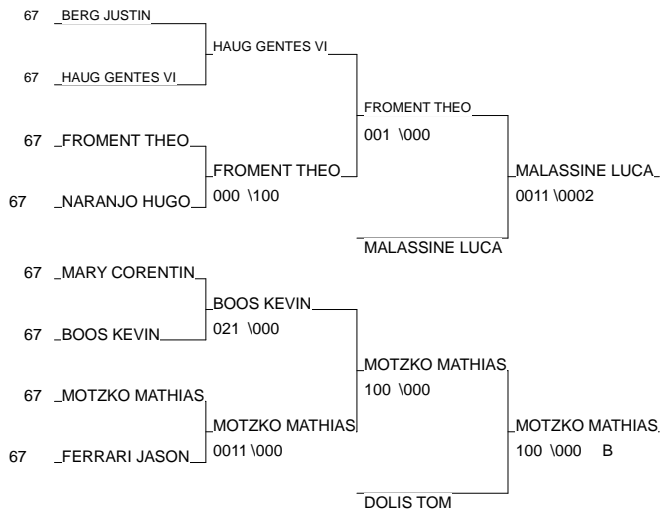 67 BERG JUSTIN
HAUG GENTES VI
67 HAUG GENTES VI
FROMENT THEO
001 \000
67 FROMENT THEO
FROMENT THEO
000 \100
MALASSINE LUCA
0011 \0002
67 NARANJO HUGO
MALASSINE LUCA
67 MARY CORENTIN
BOOS KEVIN
021 \000
67 BOOS KEVIN
MOTZKO MATHIAS
100 \000
67 MOTZKO MATHIAS
MOTZKO MATHIAS
0011 \000
MOTZKO MATHIAS
100 \000 B
67 FERRARI JASON
DOLIS TOM